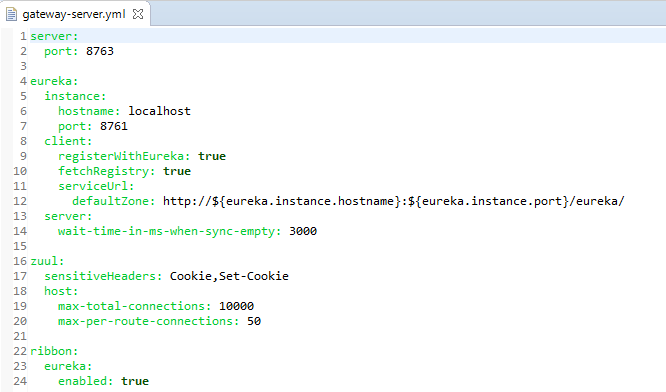 gateway-server.yml
1 server:
2   port: 8763
3
4 eureka:
5   instance:
6     hostname: localhost
7     port: 8761
8   client:
9     registerWithEureka: true
10     fetchRegistry: true
11     serviceUrl:
12       defaultZone: http://${eureka.instance.hostname}:${eureka.instance.port}/eureka/
13   server:
14     wait-time-in-ms-when-sync-empty: 3000
15
16 zuul:
17   sensitiveHeaders: Cookie,Set-Cookie
18   host:
19     max-total-connections: 10000
20     max-per-route-connections: 50
21
22 ribbon:
23   eureka:
24     enabled: true